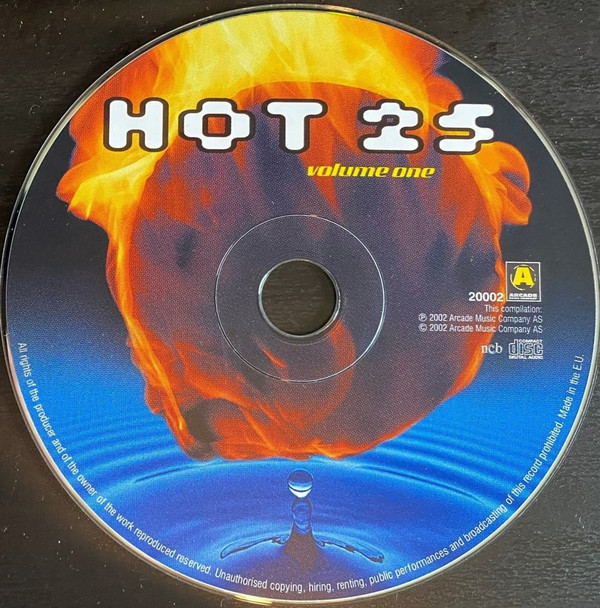 HOT 25
volume one
A
ARCADE
20002
This compilation:
℗ 2002 Arcade Music Company AS
© 2002 Arcade Music Company AS
ncb
COMPACT
disc
DIGITAL AUDIO
All rights of the producer and of the owner of the work reproduced reserved. Unauthorised copying, hiring, renting, public performances and broadcasting of this record prohibited. Made in the E.U.